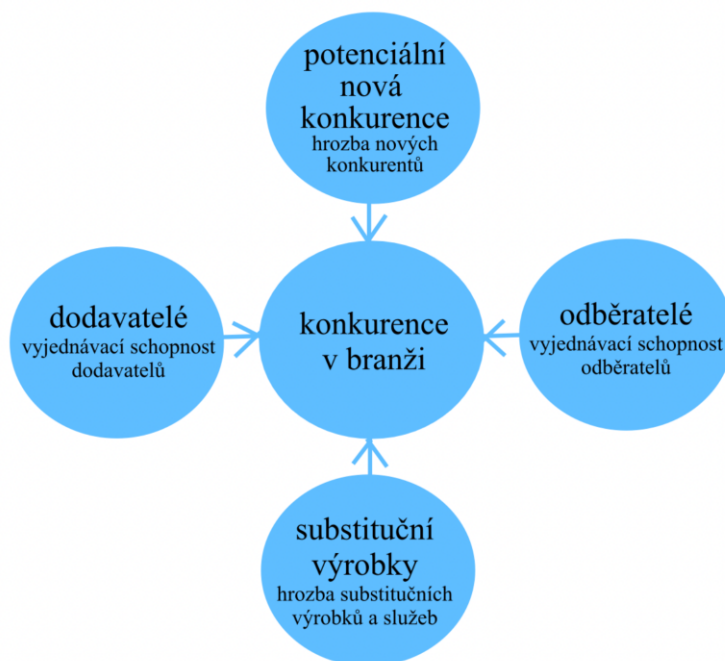 potenciální
nová
konkurence
hrozba nových
konkurentů
dodavatelé
vyjednávací schopnost
dodavatelů
konkurence
v branži
odběratelé
vyjednávací schopnost
odběratelů
substituční
výrobky
hrozba substitučních
výrobků a služeb